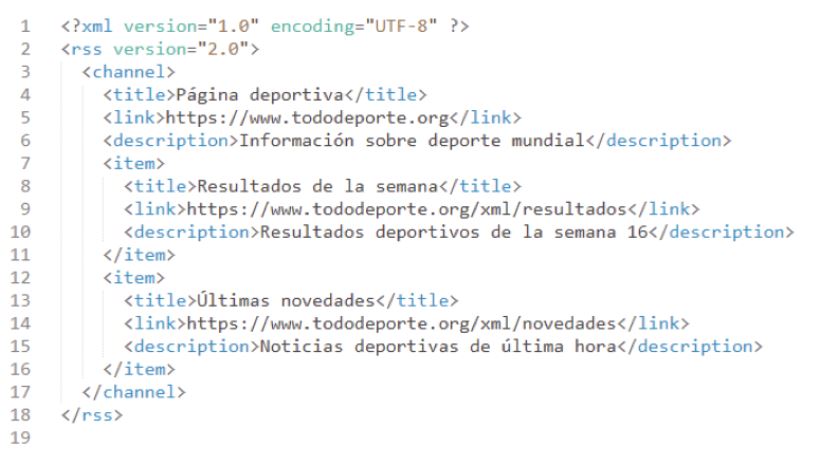 1 <?xml version="1.0" encoding="UTF-8" ?>
2 <rss version="2.0">
3 <channel>
4 <title>Página deportiva</title>
5 <link>https://www.tododeporte.org</link>
6 <description>Información sobre deporte mundial</description>
7 <item>
8 <title>Resultados de la semana</title>
9 <link>https://www.tododeporte.org/xml/resultados</link>
10 <description>Resultados deportivos de la semana 16</description>
11 </item>
12 <item>
13 <title>Últimas novedades</title>
14 <link>https://www.tododeporte.org/xml/novedades</link>
15 <description>Noticias deportivas de última hora</description>
16 </item>
17 </channel>
18 </rss>
19